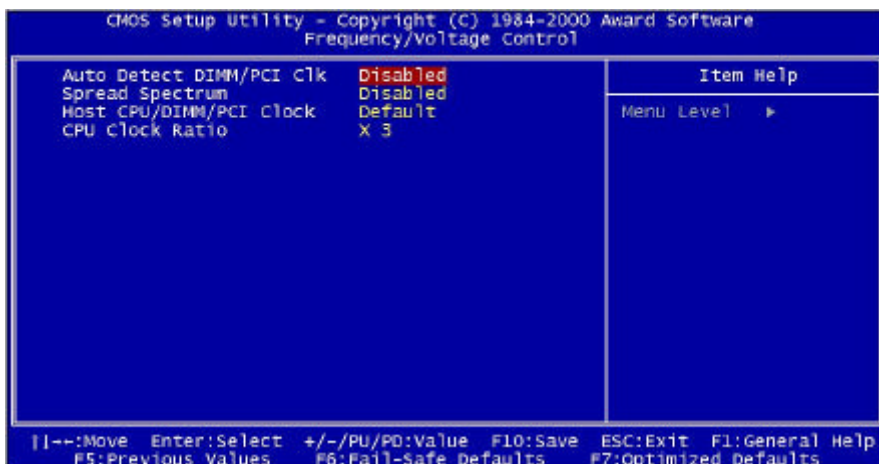 CMOS Setup Utility - Copyright (C) 1984-2000 Award Software
Frequency/Voltage Control
Auto Detect DIMM/PCI Clk Disabled
Spread Spectrum Disabled
Host CPU/DIMM/PCI Clock Default
CPU Clock Ratio X 3
Item Help
Menu Level ▶
↑↓→←:Move Enter:Select +/-/PU/PD:Value F10:Save ESC:Exit F1:General Help
F5:Previous Values F6:Fail-Safe Defaults F7:Optimized Defaults